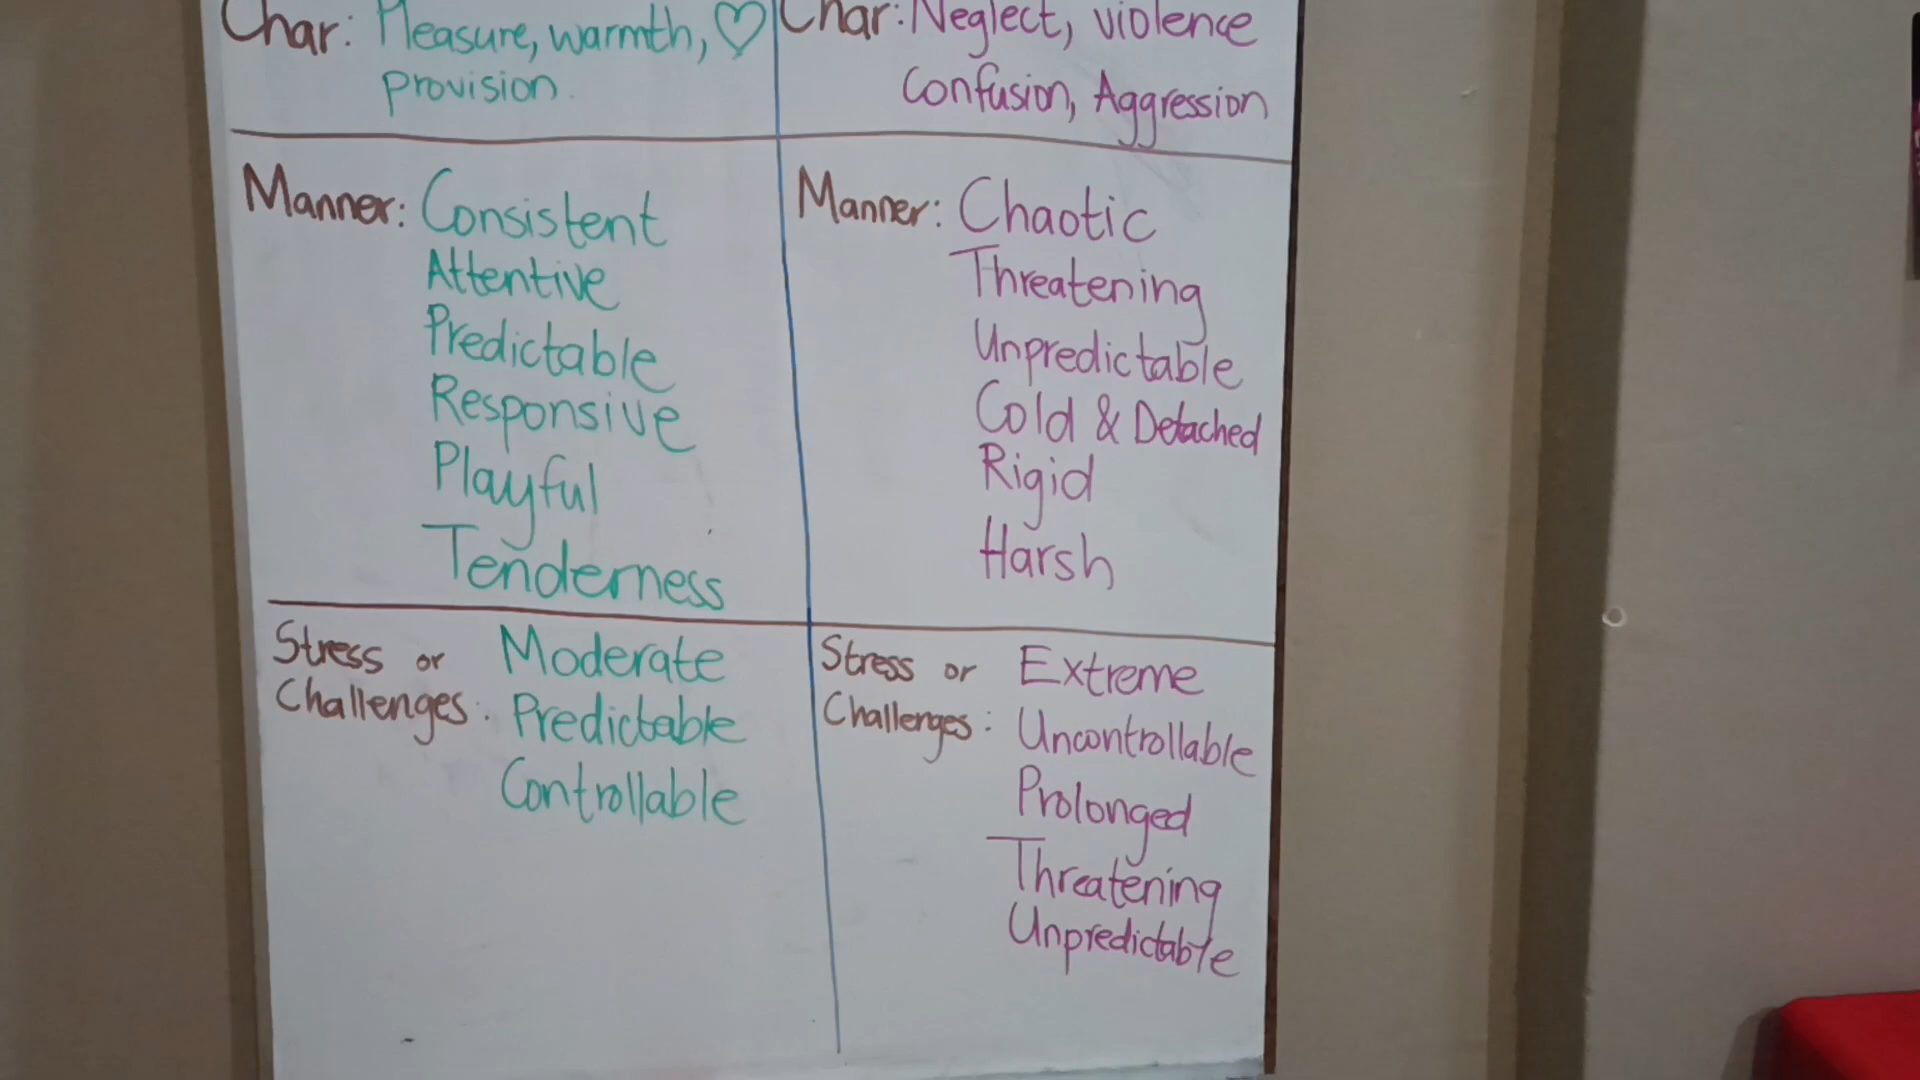 Char: Pleasure, warmth, ♡
provision.
Manner: Consistent
Attentive
Predictable
Responsive
Playful
Tenderness
Stress or Moderate
Challenges: Predictable
Controllable
Char: Neglect, violence
Confusion, Aggression
Manner: Chaotic
Threatening
Unpredictable
Cold & Detached
Rigid
Harsh
Stress or Extreme
Challenges: Uncontrollable
Prolonged
Threatening
Unpredictable